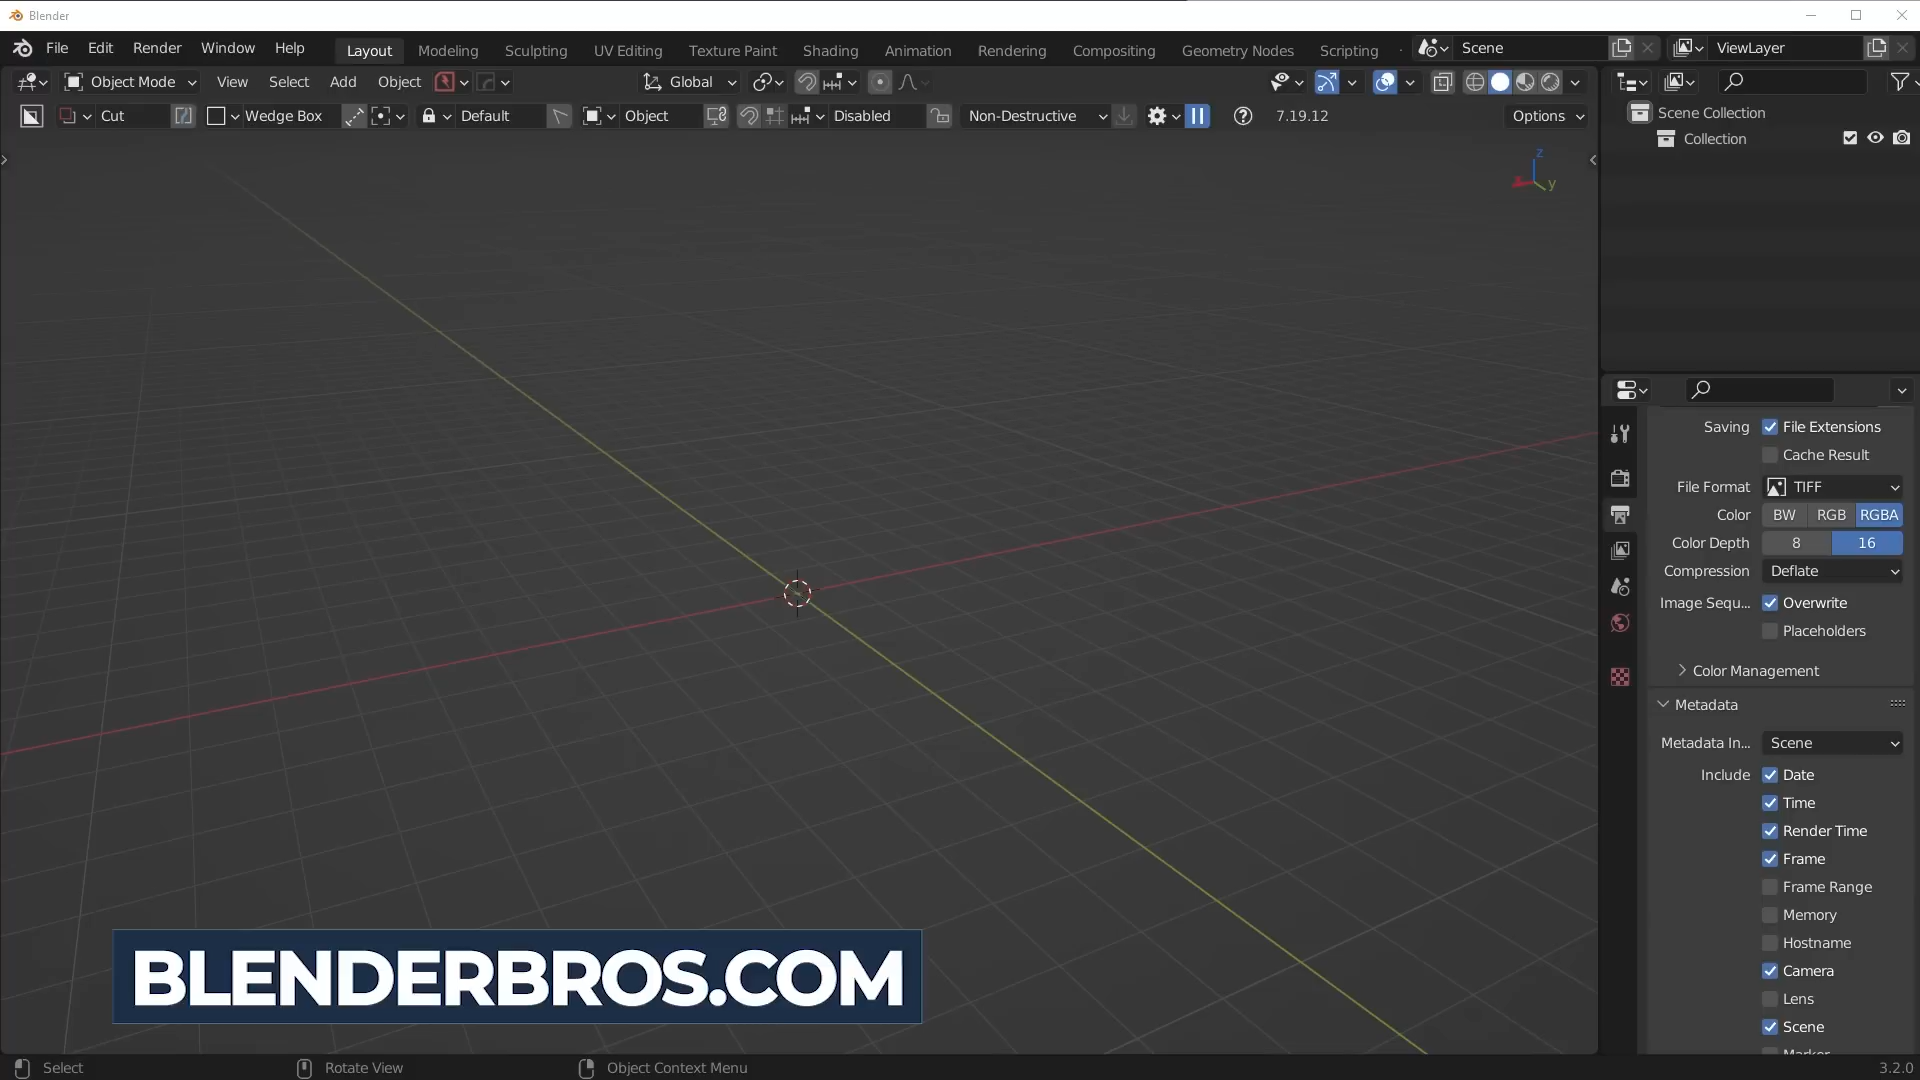 Blender
File Edit Render Window Help Layout Modeling Sculpting UV Editing Texture Paint Shading Animation Rendering Compositing Geometry Nodes Scripting Scene ViewLayer
Object Mode View Select Add Object Global
Cut Wedge Box Default Object Disabled Non-Destructive 7.19.12 Options
Scene Collection
Collection
z
y
Saving File Extensions
Cache Result
File Format TIFF
Color BW RGB RGBA
Color Depth 8 16
Compression Deflate
Image Sequ... Overwrite
Placeholders
Color Management
Metadata
Metadata In... Scene
Include Date
Time
Render Time
Frame
Frame Range
Memory
Hostname
Camera
Lens
Scene
BLENDERBROS.COM
Select Rotate View Object Context Menu 3.2.0